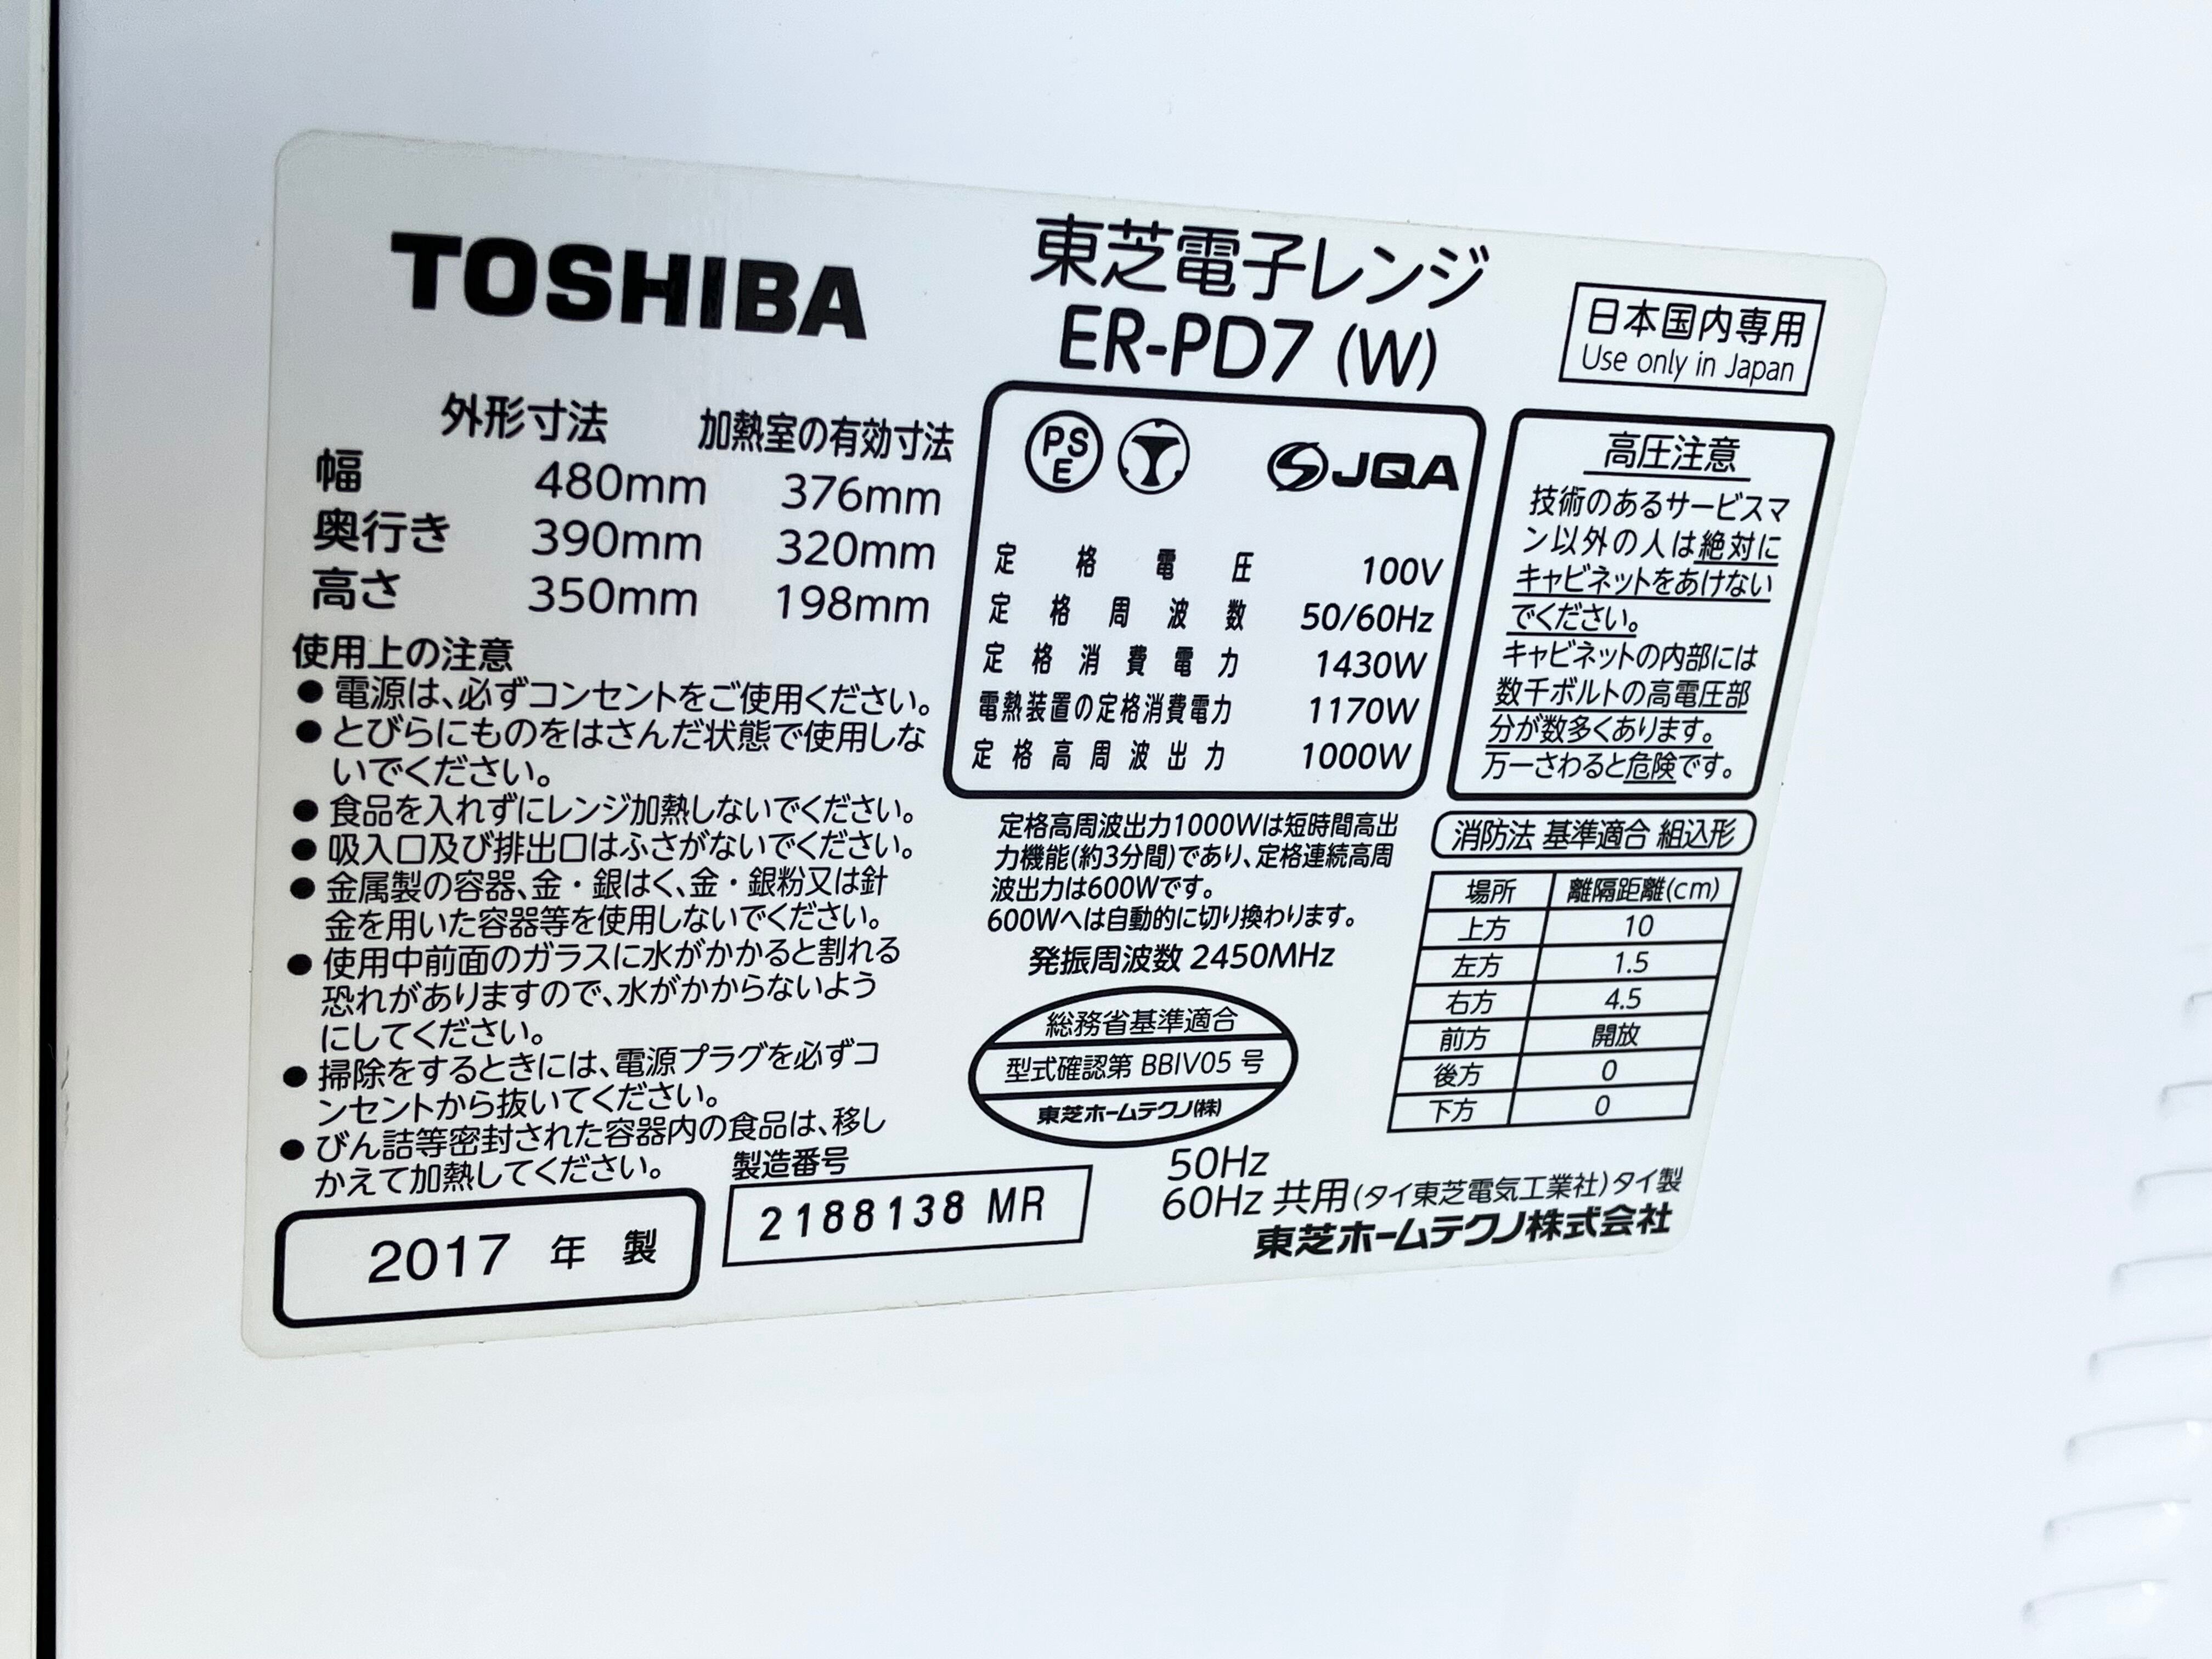 TOSHIBA
東芝電子レンジ
ER-PD7 (W)
日本国内専用
Use only in Japan
外形寸法 加熱室の有効寸法
幅 480mm 376mm
奥行き 390mm 320mm
高さ 350mm 198mm
使用上の注意
● 電源は、必ずコンセントをご使用ください。
● とびらにものをはさんだ状態で使用しな
いでください。
● 食品を入れずにレンジ加熱しないでください。
● 吸入口及び排出口はふさがないでください。
● 金属製の容器、金・銀はく、金・銀粉又は針
金を用いた容器等を使用しないでください。
● 使用中前面のガラスに水がかかると割れる
恐れがありますので、水がかからないよう
にしてください。
● 掃除をするときには、電源プラグを必ずコ
ンセントから抜いてください。
● びん詰等密封された容器内の食品は、移し
かえて加熱してください。
2017 年 製
製造番号
2188138 MR
PS
E
JQA
定格電圧 100V
定格周波数 50/60Hz
定格消費電力 1430W
電熱装置の定格消費電力 1170W
定格高周波出力 1000W
定格高周波出力1000Wは短時間高出
力機能(約3分間)であり、定格連続高周
波出力は600Wです。
600Wへは自動的に切り換わります。
発振周波数 2450MHz
総務省基準適合
型式確認第 BBIV05 号
東芝ホームテクノ(株)
高圧注意
技術のあるサービスマ
ン以外の人は絶対に
キャビネットをあけない
でください。
キャビネットの内部には
数千ボルトの高電圧部
分が数多くあります。
万一さわると危険です。
消防法 基準適合 組込形
場所 離隔距離(cm)
上方 10
左方 1.5
右方 4.5
前方 開放
後方 0
下方 0
50Hz
60Hz 共用(タイ東芝電気工業社)タイ製
東芝ホームテクノ株式会社